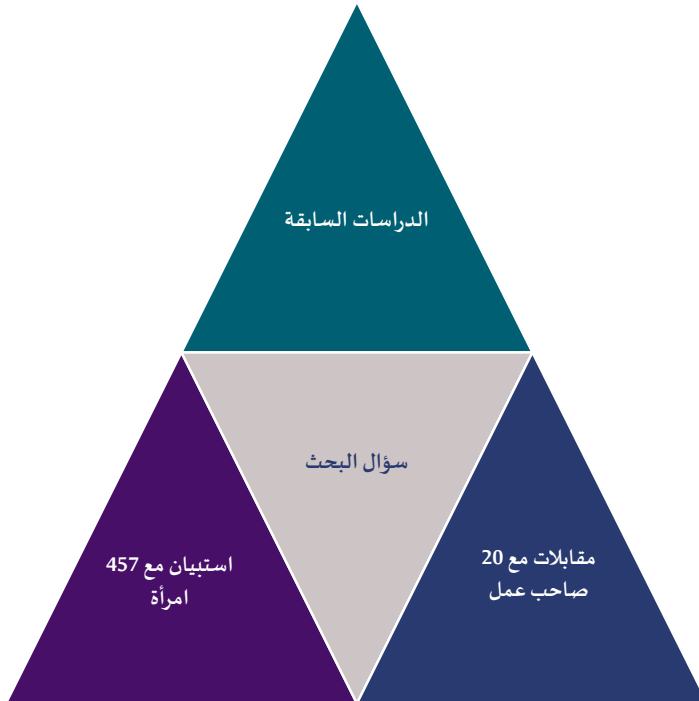 الدراسات السابقة
سؤال البحث
مقابلات مع 20
صاحب عمل
استبيان مع 457
امرأة